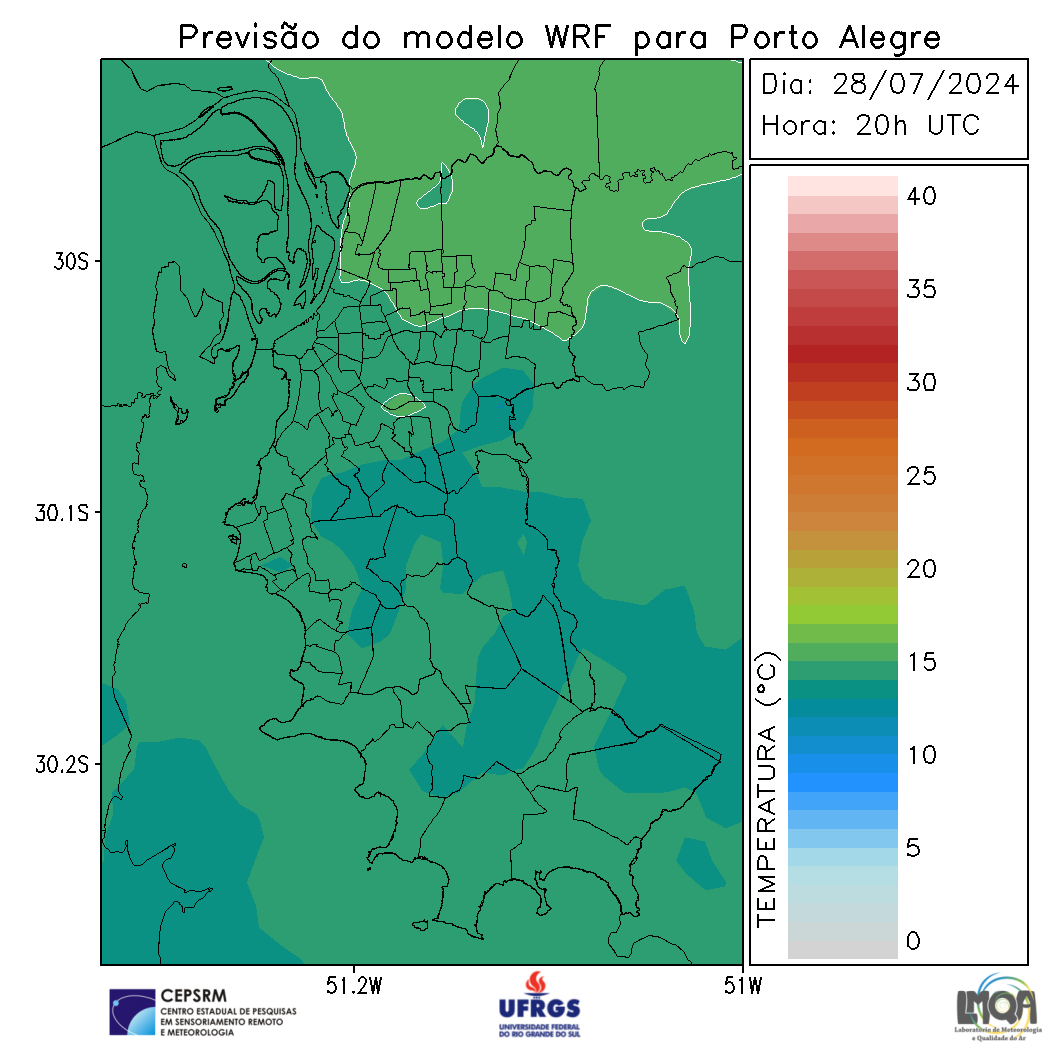 Previsão do modelo WRF para Porto Alegre
Dia: 28/07/2024
Hora: 20h UTC
30S
30.1S
30.2S
51.2W
51W
TEMPERATURA (°C)
40
35
30
25
20
15
10
5
0
CEPSRM
CENTRO ESTADUAL DE PESQUISAS
EM SENSORIAMENTO REMOTO
E METEOROLOGIA
UFRGS
UNIVERSIDADE FEDERAL
DO RIO GRANDE DO SUL
LMQA
Laboratório de Meteorologia
e Qualidade do Ar